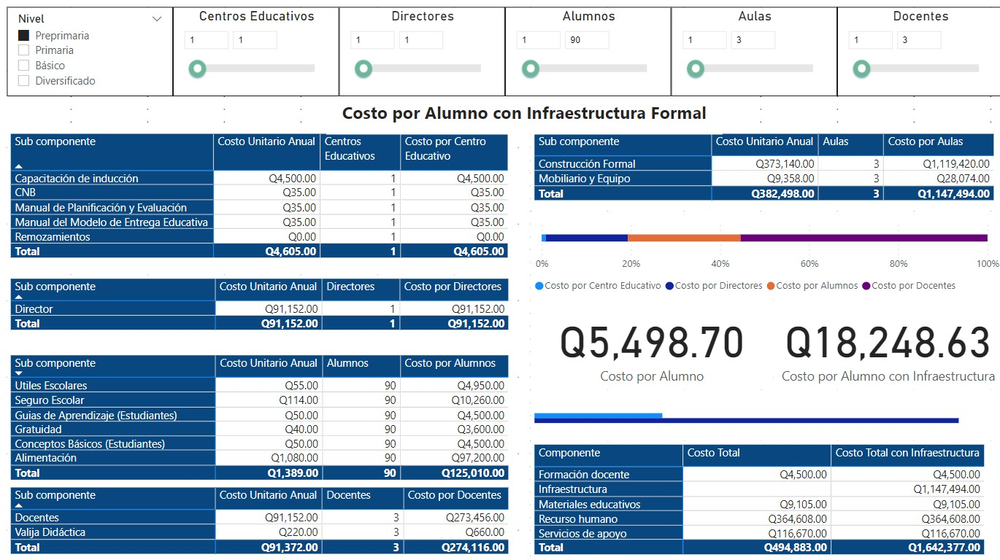 Nivel
Preprimaria
Primaria
Básico
Diversificado
Centros Educativos
1 1
Directores
1 1
Alumnos
1 90
Aulas
1 3
Docentes
1 3
Costo por Alumno con Infraestructura Formal
Sub componente Costo Unitario Anual Centros Educativos Costo por Centro Educativo
Capacitación de inducción Q4,500.00 1 Q4,500.00
CNB Q35.00 1 Q35.00
Manual de Planificación y Evaluación Q35.00 1 Q35.00
Manual del Modelo de Entrega Educativa Q35.00 1 Q35.00
Remozamientos Q0.00 1 Q0.00
Total Q4,605.00 1 Q4,605.00
Sub componente Costo Unitario Anual Directores Costo por Directores
Director Q91,152.00 1 Q91,152.00
Total Q91,152.00 1 Q91,152.00
Sub componente Costo Unitario Anual Alumnos Costo por Alumnos
Utiles Escolares Q55.00 90 Q4,950.00
Seguro Escolar Q114.00 90 Q10,260.00
Guias de Aprendizaje (Estudiantes) Q50.00 90 Q4,500.00
Gratuidad Q40.00 90 Q3,600.00
Conceptos Básicos (Estudiantes) Q50.00 90 Q4,500.00
Alimentación Q1,080.00 90 Q97,200.00
Total Q1,389.00 90 Q125,010.00
Sub componente Costo Unitario Anual Docentes Costo por Docentes
Docentes Q91,152.00 3 Q273,456.00
Valija Didáctica Q220.00 3 Q660.00
Total Q91,372.00 3 Q274,116.00
Sub componente Costo Unitario Anual Aulas Costo por Aulas
Construcción Formal Q373,140.00 3 Q1,119,420.00
Mobiliario y Equipo Q9,358.00 3 Q28,074.00
Total Q382,498.00 3 Q1,147,494.00
0% 20% 40% 60% 80% 100%
Costo por Centro Educativo Costo por Directores Costo por Alumnos Costo por Docentes
Q5,498.70
Costo por Alumno
Q18,248.63
Costo por Alumno con Infraestructura
Componente Costo Total Costo Total con Infraestructura
Formación docente Q4,500.00 Q4,500.00
Infraestructura Q1,147,494.00
Materiales educativos Q9,105.00 Q9,105.00
Recurso humano Q364,608.00 Q364,608.00
Servicios de apoyo Q116,670.00 Q116,670.00
Total Q494,883.00 Q1,642,377.00